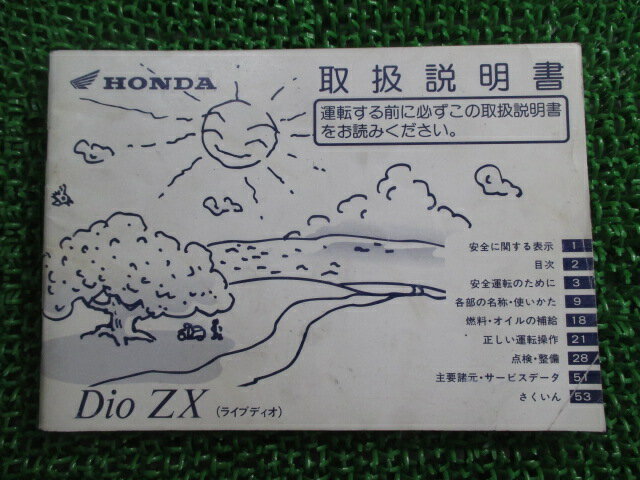 HONDA
取扱説明書
運転する前に必ずこの取扱説明書
をお読みください。
安全に関する表示 1
目次 2
安全運転のために 3
各部の名称・使いかた 9
燃料・オイルの補給 18
正しい運転操作 21
点検・整備 28
主要諸元・サービスデータ 51
さくいん 53
Dio ZX (ライブディオ)